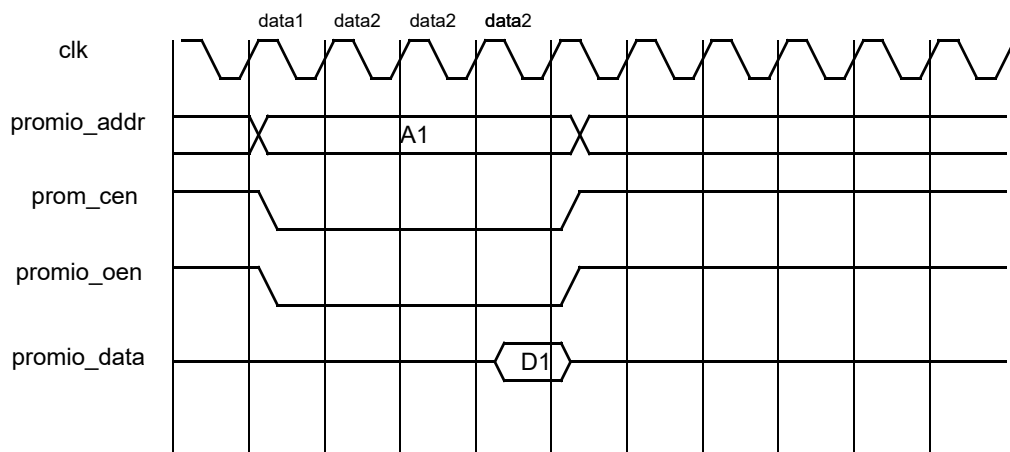 data1 data2 data2 data2
clk
promio_addr
A1
prom_cen
promio_oen
promio_data
D1